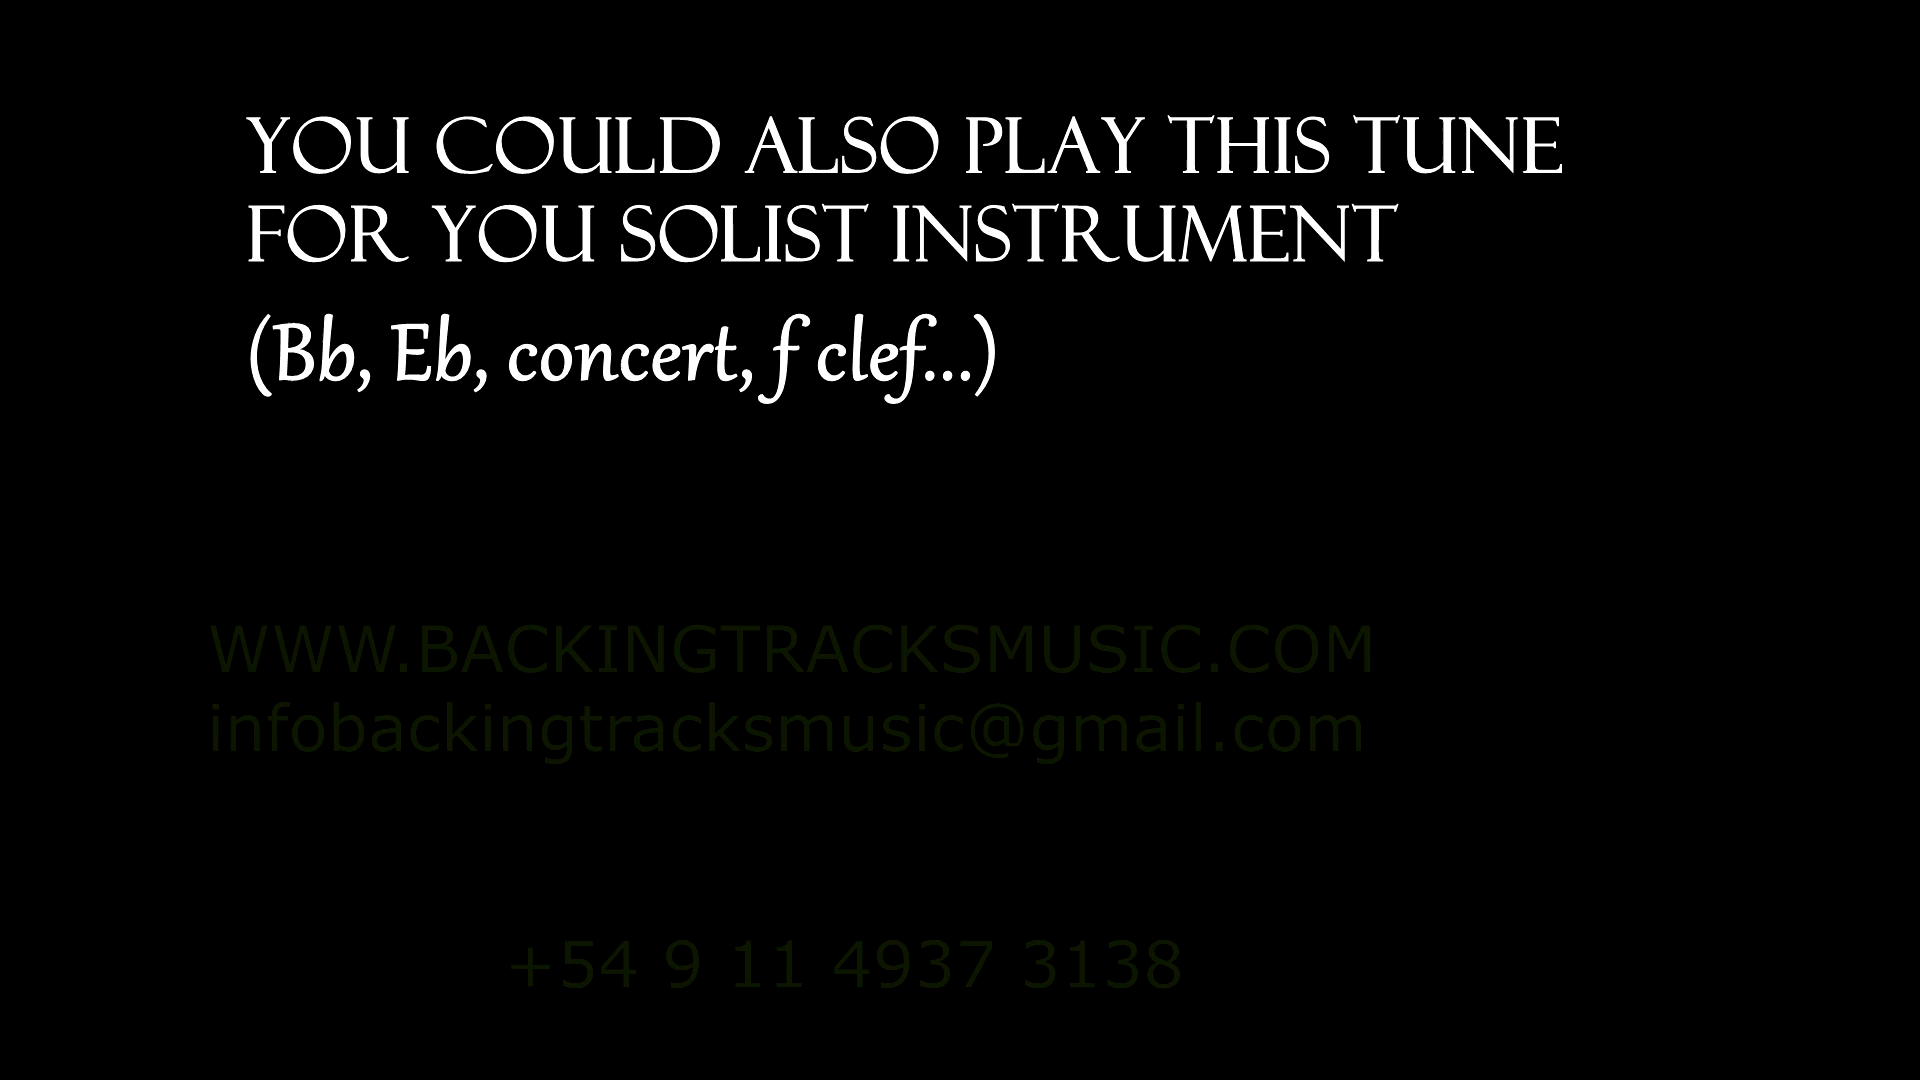 YOU COULD ALSO PLAY THIS TUNE
FOR YOU SOLIST INSTRUMENT
(Bb, Eb, concert, f clef...)
WWW.BACKINGTRACKSMUSIC.COM
infobackingtracksmusic@gmail.com
+54 9 11 4937 3138